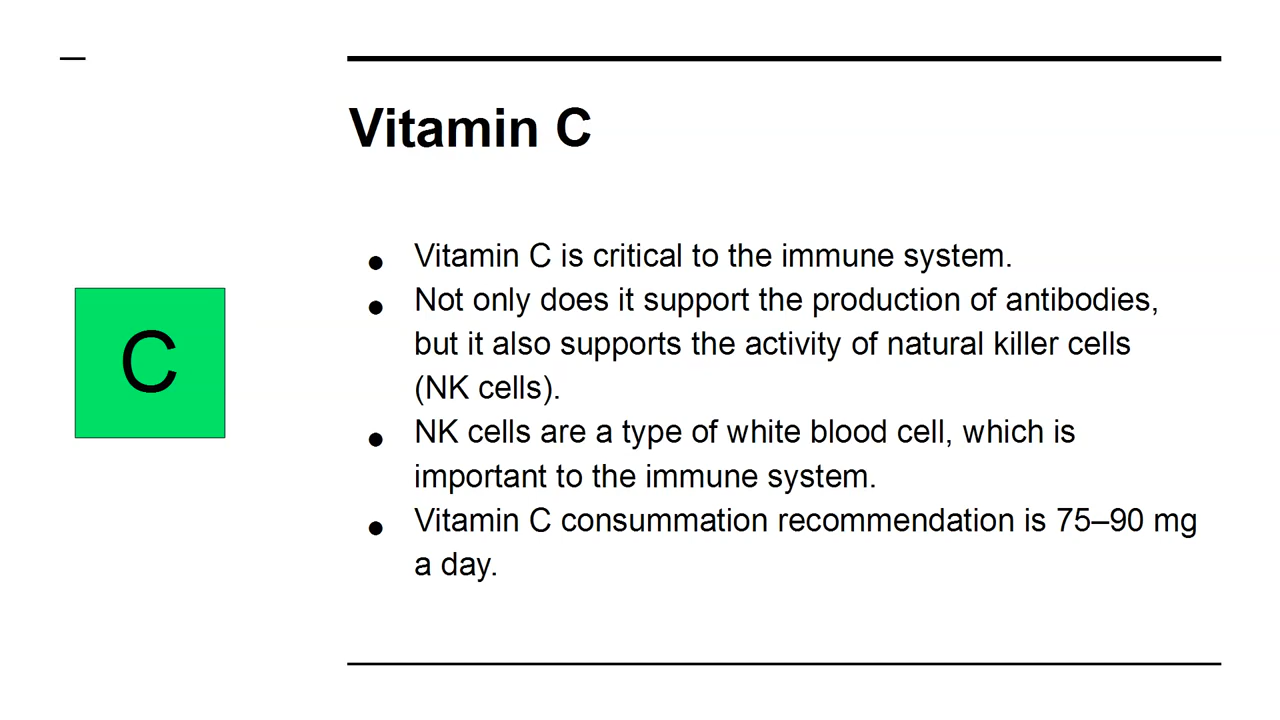 Vitamin C
C
● Vitamin C is critical to the immune system.
● Not only does it support the production of antibodies,
but it also supports the activity of natural killer cells
(NK cells).
● NK cells are a type of white blood cell, which is
important to the immune system.
● Vitamin C consummation recommendation is 75–90 mg
a day.